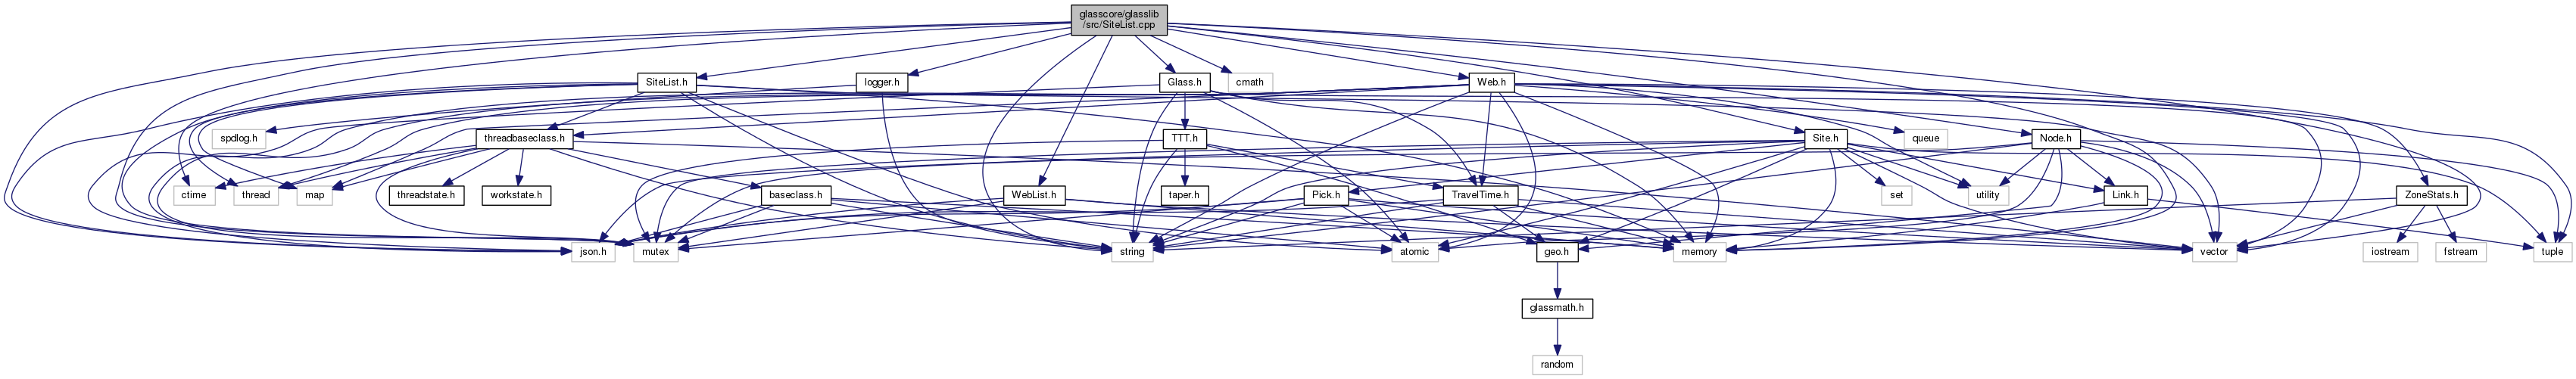 glasscore/glasslib
/src/SiteList.cpp
SiteList.h
logger.h
Glass.h
cmath
Web.h
spdlog.h
threadbaseclass.h
TTT.h
Site.h
queue
Node.h
ctime
thread
map
threadstate.h
workstate.h
baseclass.h
WebList.h
taper.h
Pick.h
TravelTime.h
set
utility
Link.h
ZoneStats.h
json.h
mutex
string
atomic
geo.h
memory
vector
iostream
fstream
tuple
glassmath.h
random